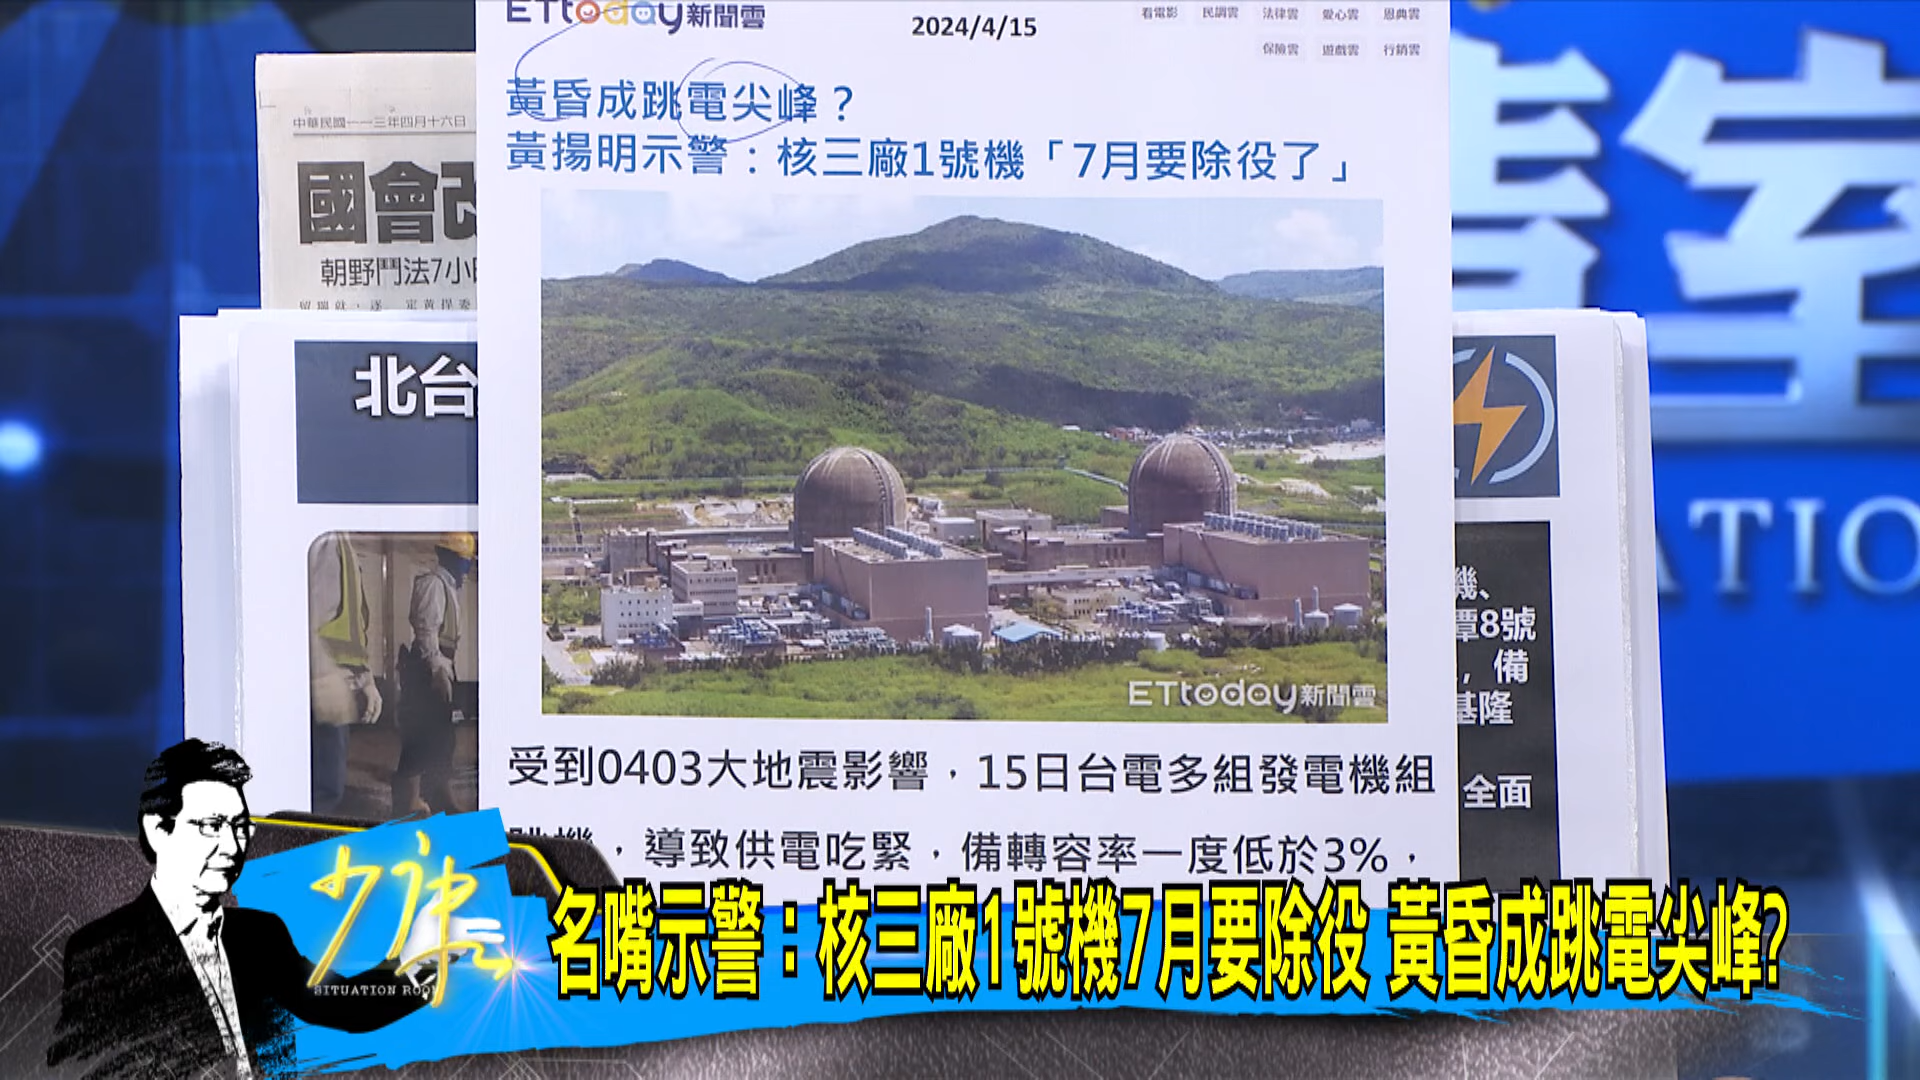 ETtoday新聞雲
2024/4/15
看電影 民調雲 法律雲 愛心雲 恩典雲
保險雲 遊戲雲 行銷雲
黃昏成跳電尖峰？
黃揚明示警：核三廠1號機「7月要除役了」
中華民國一一三年四月十六日
國會改
朝野鬥法7小時
北台
ETtoday新聞雲
機、
潭8號
，備
基隆
全面
受到0403大地震影響，15日台電多組發電機組
跳機，導致供電吃緊，備轉容率一度低於3%，
室
ATIO
少康
SITUATION ROOM
名嘴示警：核三廠1號機7月要除役 黃昏成跳電尖峰?